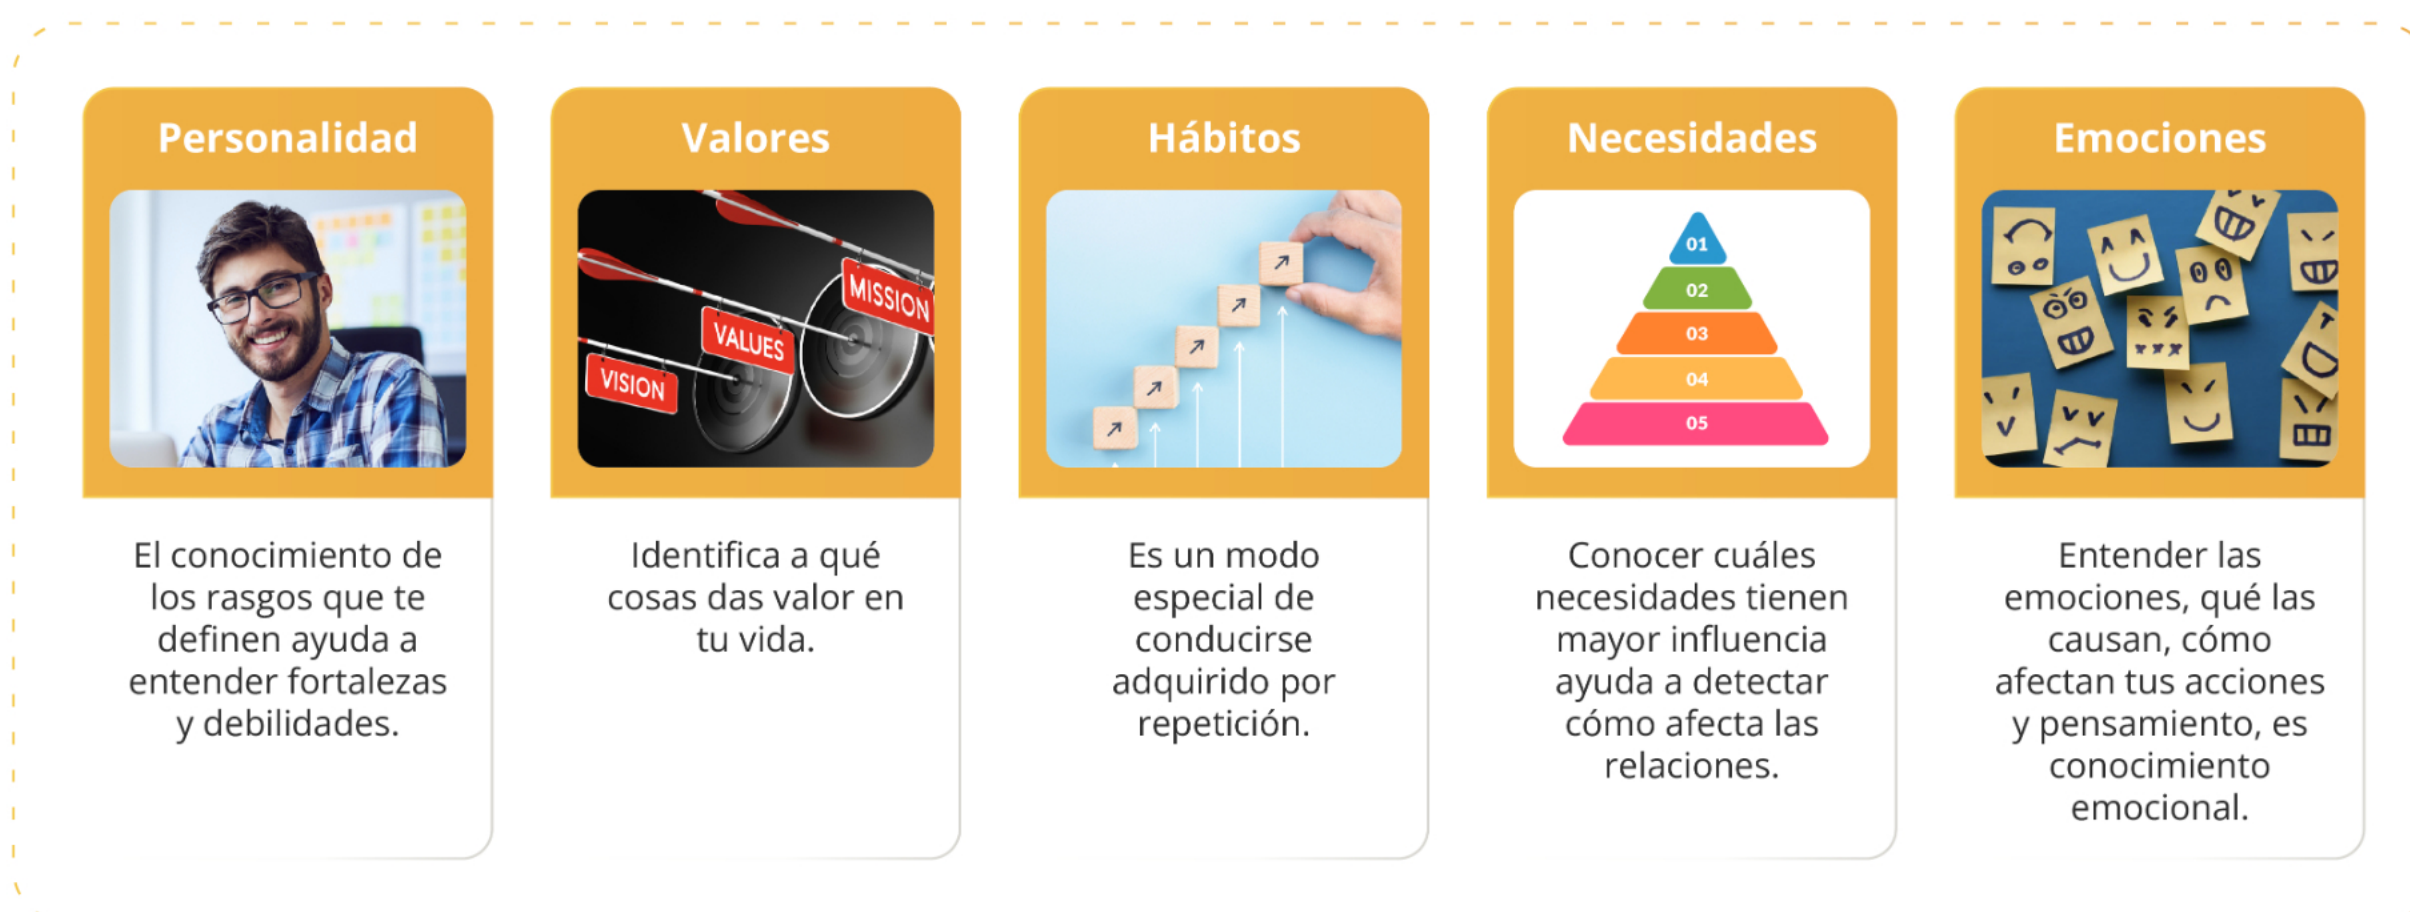 Personalidad
El conocimiento de
los rasgos que te
definen ayuda a
entender fortalezas
y debilidades.
Valores
VISION
VALUES
MISSION
Identifica a qué
cosas das valor en
tu vida.
Hábitos
Es un modo
especial de
conducirse
adquirido por
repetición.
Necesidades
01
02
03
04
05
Conocer cuáles
necesidades tienen
mayor influencia
ayuda a detectar
cómo afecta las
relaciones.
Emociones
Entender las
emociones, qué las
causan, cómo
afectan tus acciones
y pensamiento, es
conocimiento
emocional.